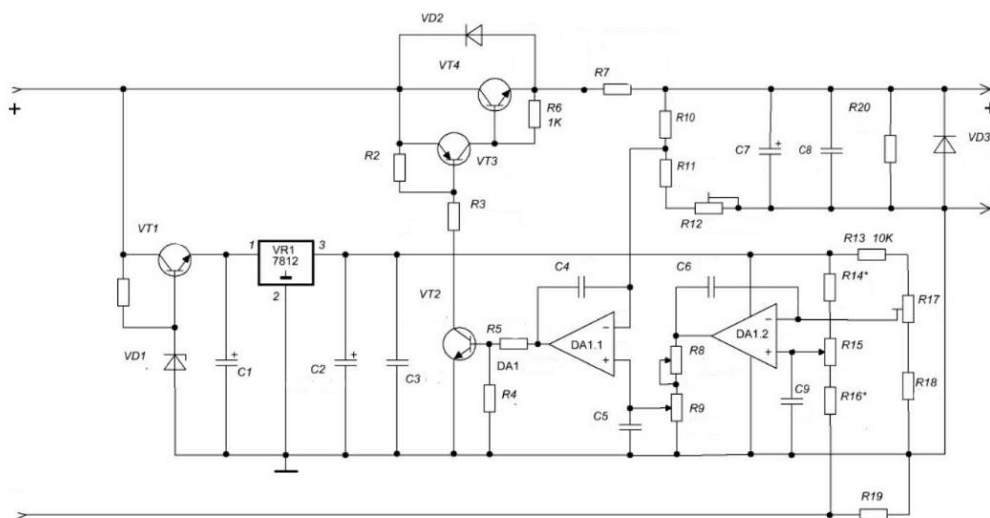 VD2
VT4
R7
+
R6
1K
R10
R20
+
R2
VT3
R11
C7
+
C8
VD3
R3
R12
VT1
1
VR1
7812
3
2
R13 10K
R14*
R17
C4
C6
VT2
R5
DA1
DA1.1
−
+
DA1.2
−
+
R8
R15
VD1
+
C1
+
C2
C3
R4
C5
R9
C9
R16*
R18
R19